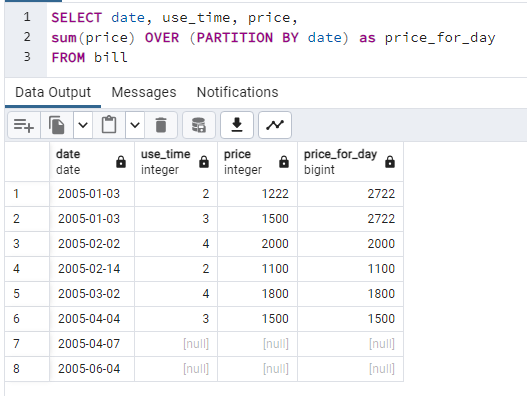 1 SELECT date, use_time, price,
2 sum(price) OVER (PARTITION BY date) as price_for_day
3 FROM bill
Data Output Messages Notifications
date use_time price price_for_day
date integer integer bigint
1 2005-01-03 2 1222 2722
2 2005-01-03 3 1500 2722
3 2005-02-02 4 2000 2000
4 2005-02-14 2 1100 1100
5 2005-03-02 4 1800 1800
6 2005-04-04 3 1500 1500
7 2005-04-07 [null] [null] [null]
8 2005-06-04 [null] [null] [null]